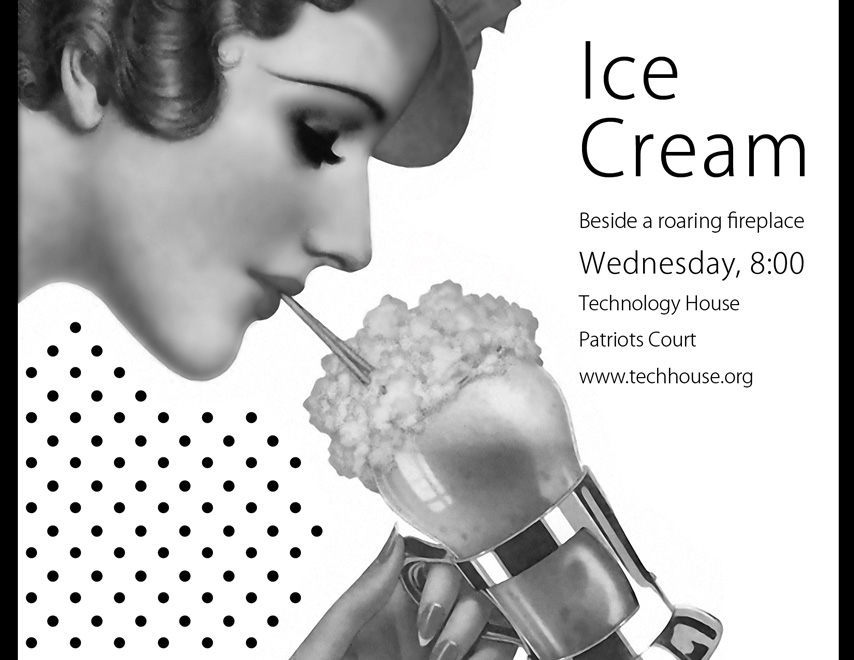 Ice
Cream
Beside a roaring fireplace
Wednesday, 8:00
Technology House
Patriots Court
www.techhouse.org